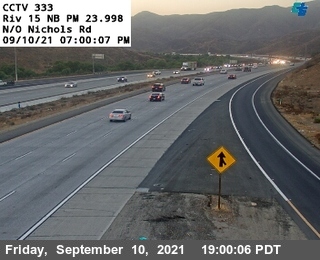 CCTV 333
Riv 15 NB PM 23.998
N/O Nichols Rd
09/10/21 07:00:07 PM
Friday, September 10, 2021 19:00:06 PDT